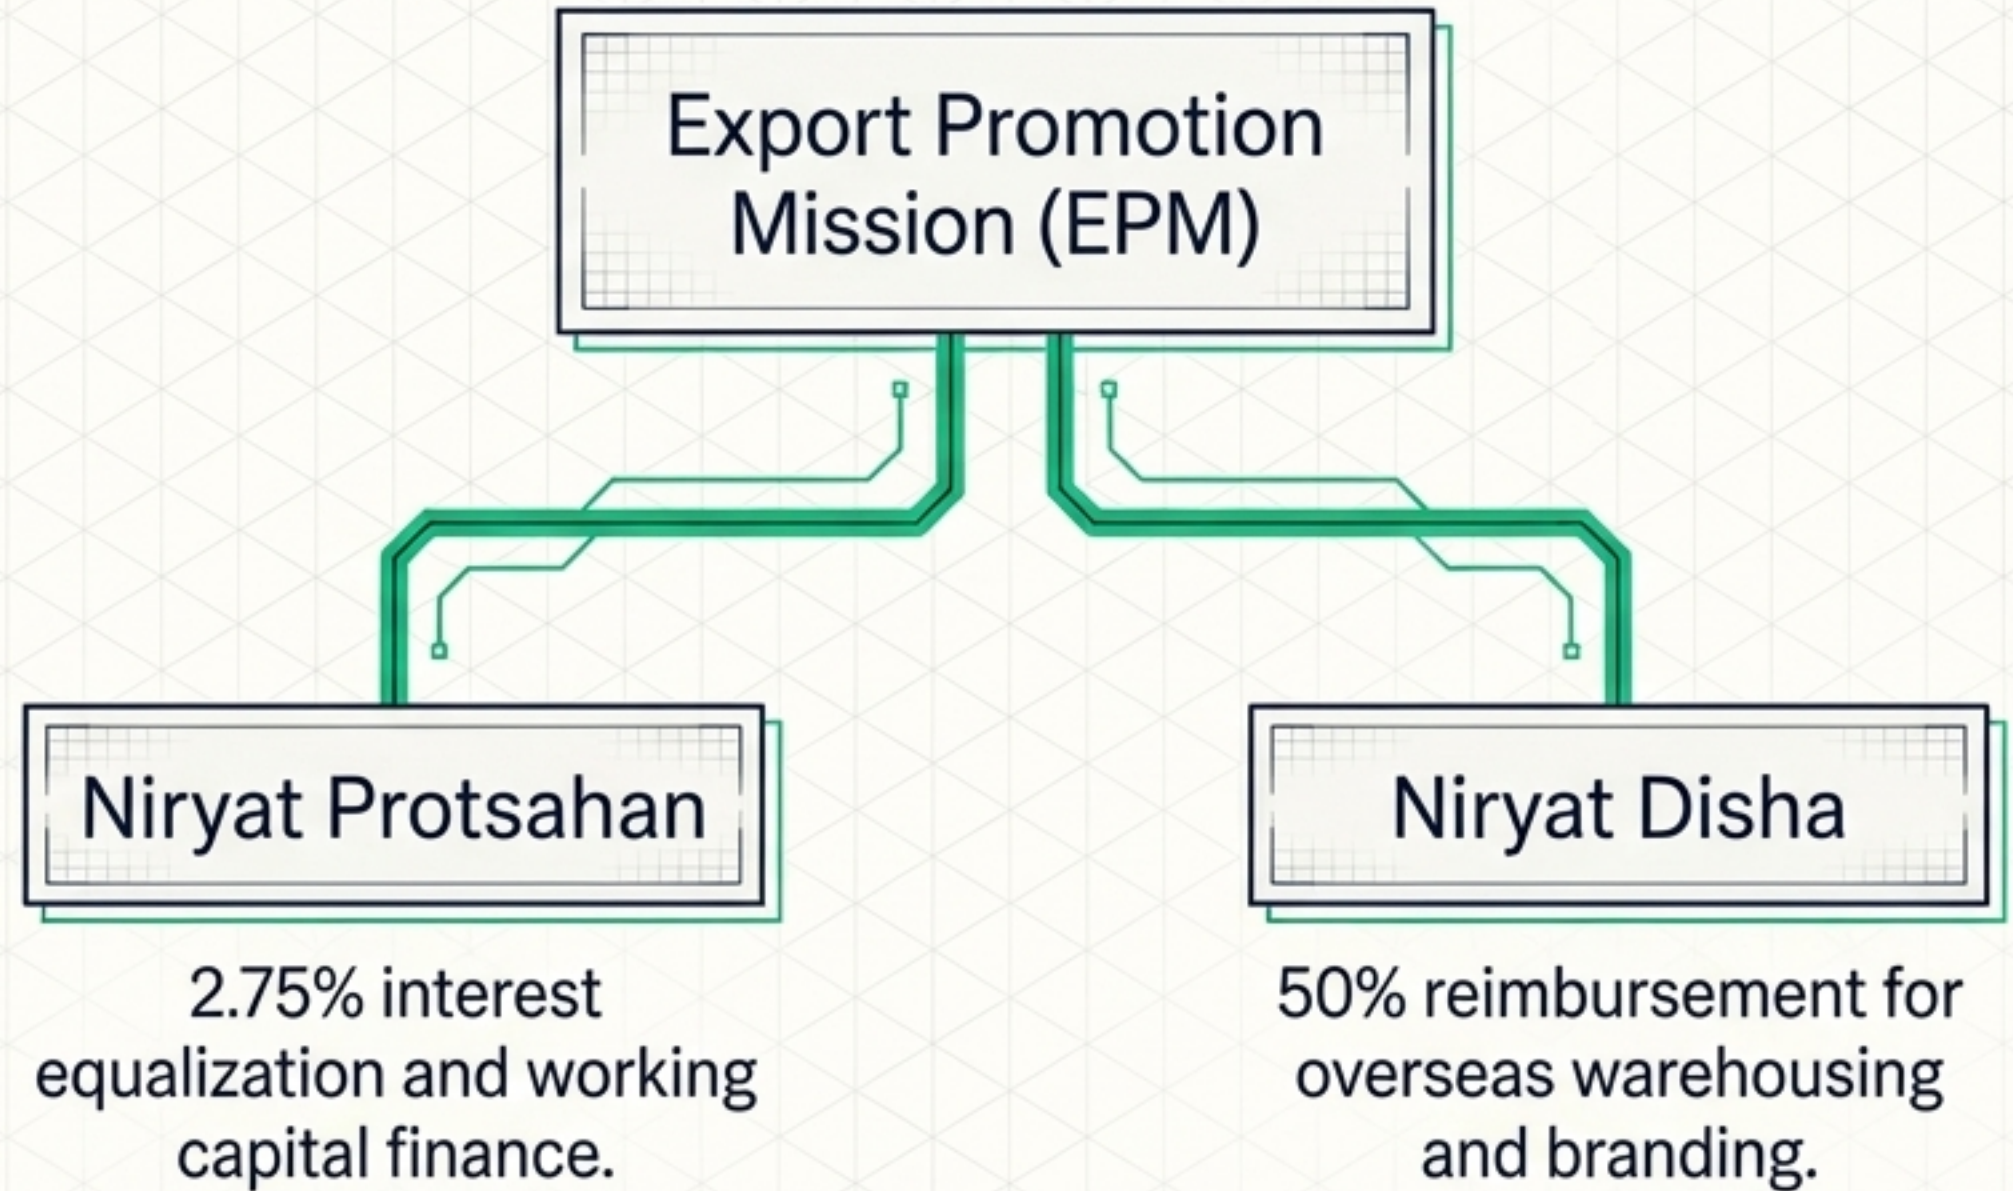 Export Promotion
Mission (EPM)
Niryat Protsahan
2.75% interest
equalization and working
capital finance.
Niryat Disha
50% reimbursement for
overseas warehousing
and branding.